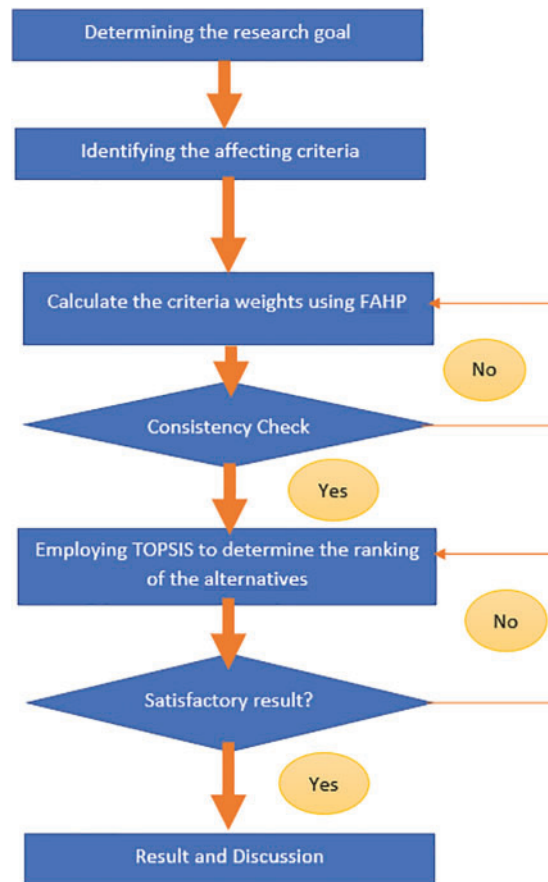 Determining the research goal
Identifying the affecting criteria
Calculate the criteria weights using FAHP
No
Consistency Check
Yes
Employing TOPSIS to determine the ranking
of the alternatives
No
Satisfactory result?
Yes
Result and Discussion